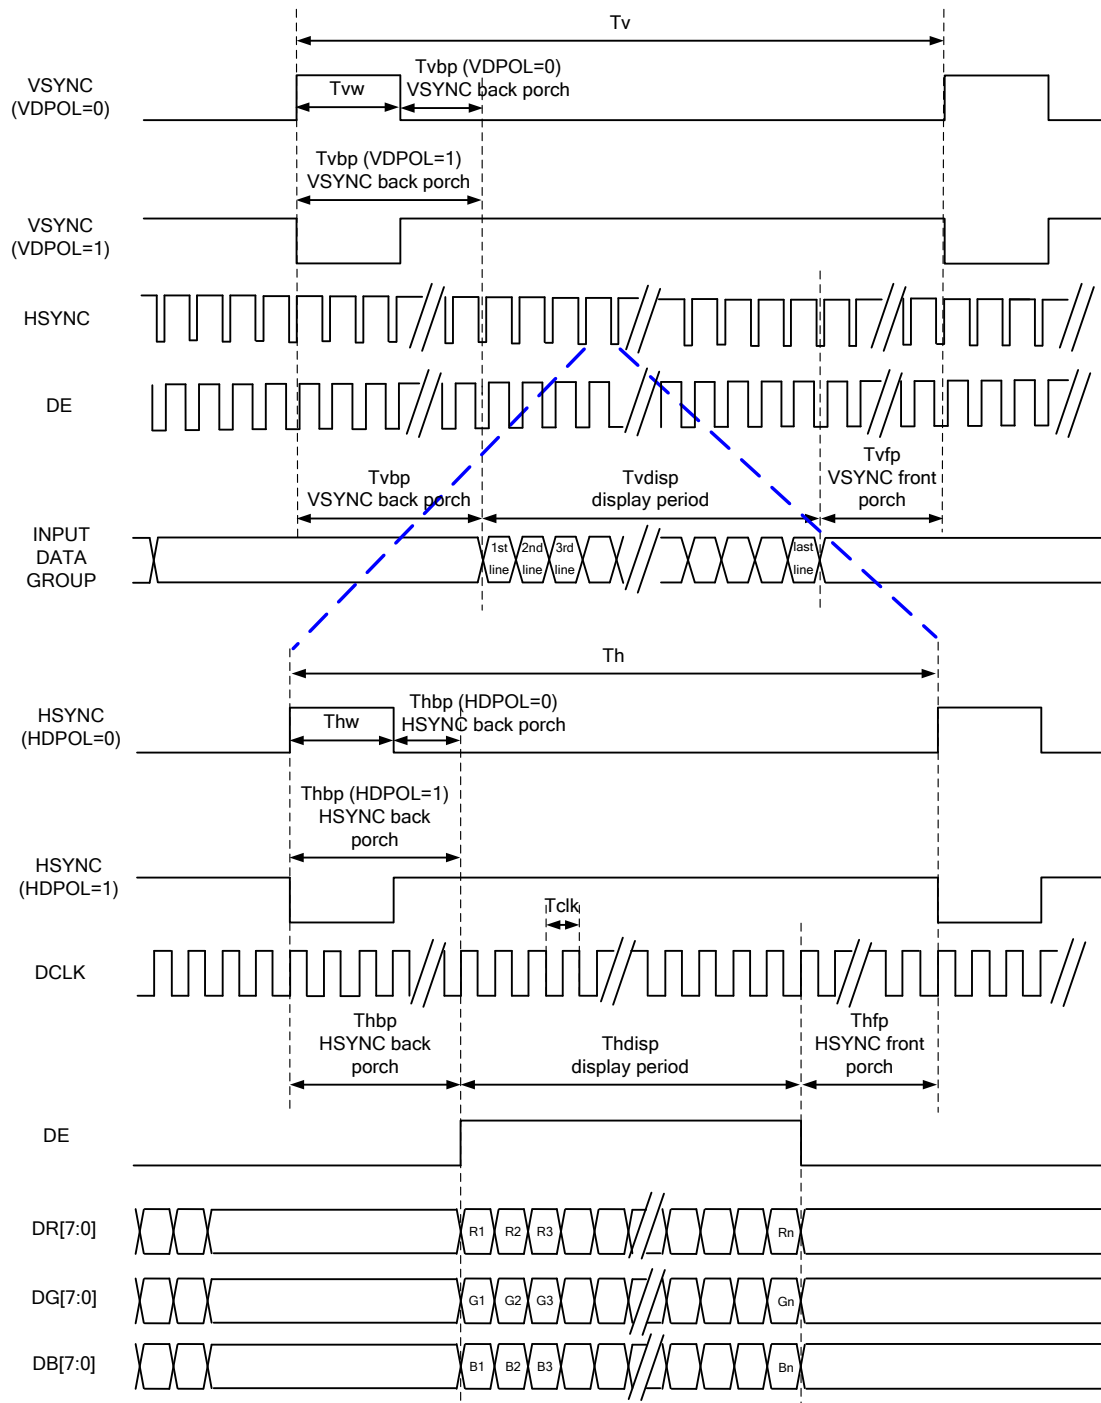 Tv
VSYNC
(VDPOL=0)
Tvw
Tvbp (VDPOL=0)
VSYNC back porch
Tvbp (VDPOL=1)
VSYNC back porch
VSYNC
(VDPOL=1)
HSYNC
DE
Tvbp
VSYNC back porch
Tvdisp
display period
Tvfp
VSYNC front
porch
INPUT
DATA
GROUP
1st
line
2nd
line
3rd
line
last
line
Th
HSYNC
(HDPOL=0)
Thw
Thbp (HDPOL=0)
HSYNC back porch
Thbp (HDPOL=1)
HSYNC back
porch
HSYNC
(HDPOL=1)
Tclk
DCLK
Thbp
HSYNC back
porch
Thdisp
display period
Thfp
HSYNC front
porch
DE
DR[7:0]
R1 R2 R3 Rn
DG[7:0]
G1 G2 G3 Gn
DB[7:0]
B1 B2 B3 Bn